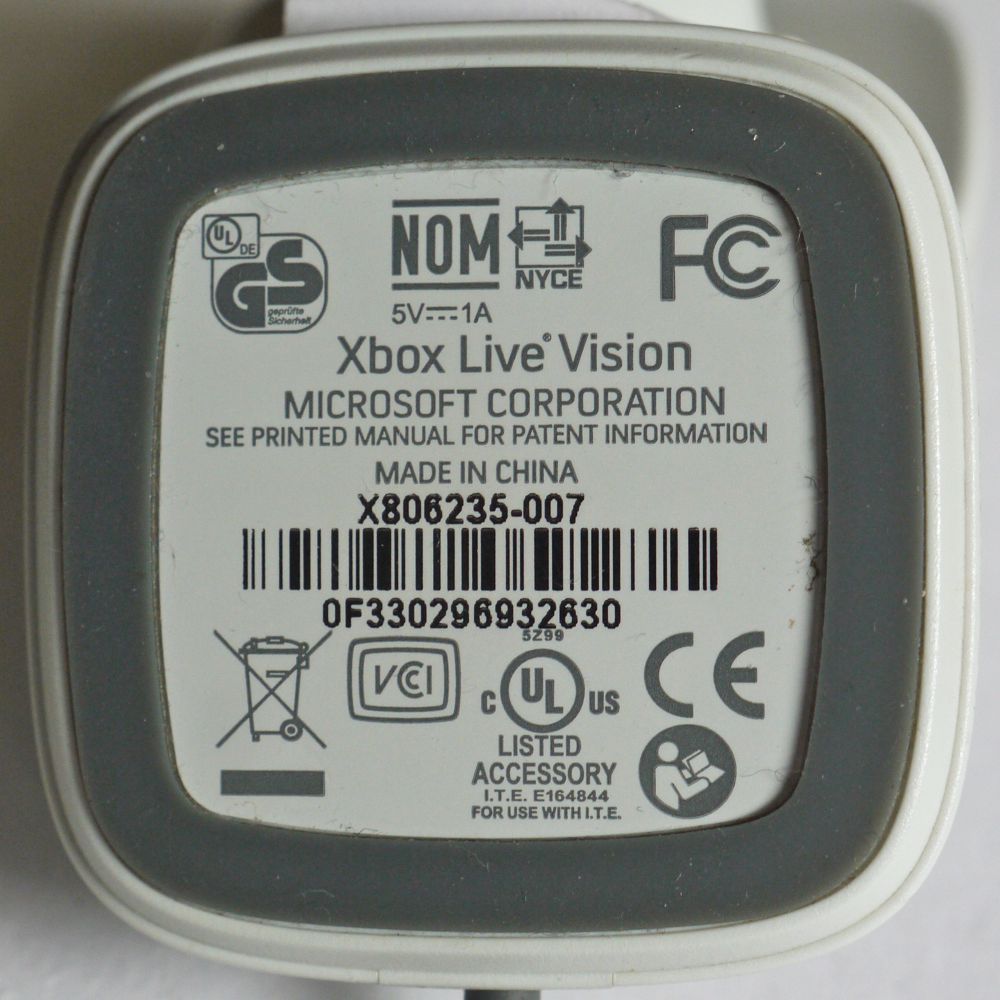 UL DE
GS
geprüfte
Sicherheit
NOM
NYCE
FC
5V⎓1A
Xbox Live® Vision
MICROSOFT CORPORATION
SEE PRINTED MANUAL FOR PATENT INFORMATION
MADE IN CHINA
X806235-007
0F330296932630
5Z99
VCCI
C UL US
CE
LISTED
ACCESSORY
I.T.E. E164844
FOR USE WITH I.T.E.